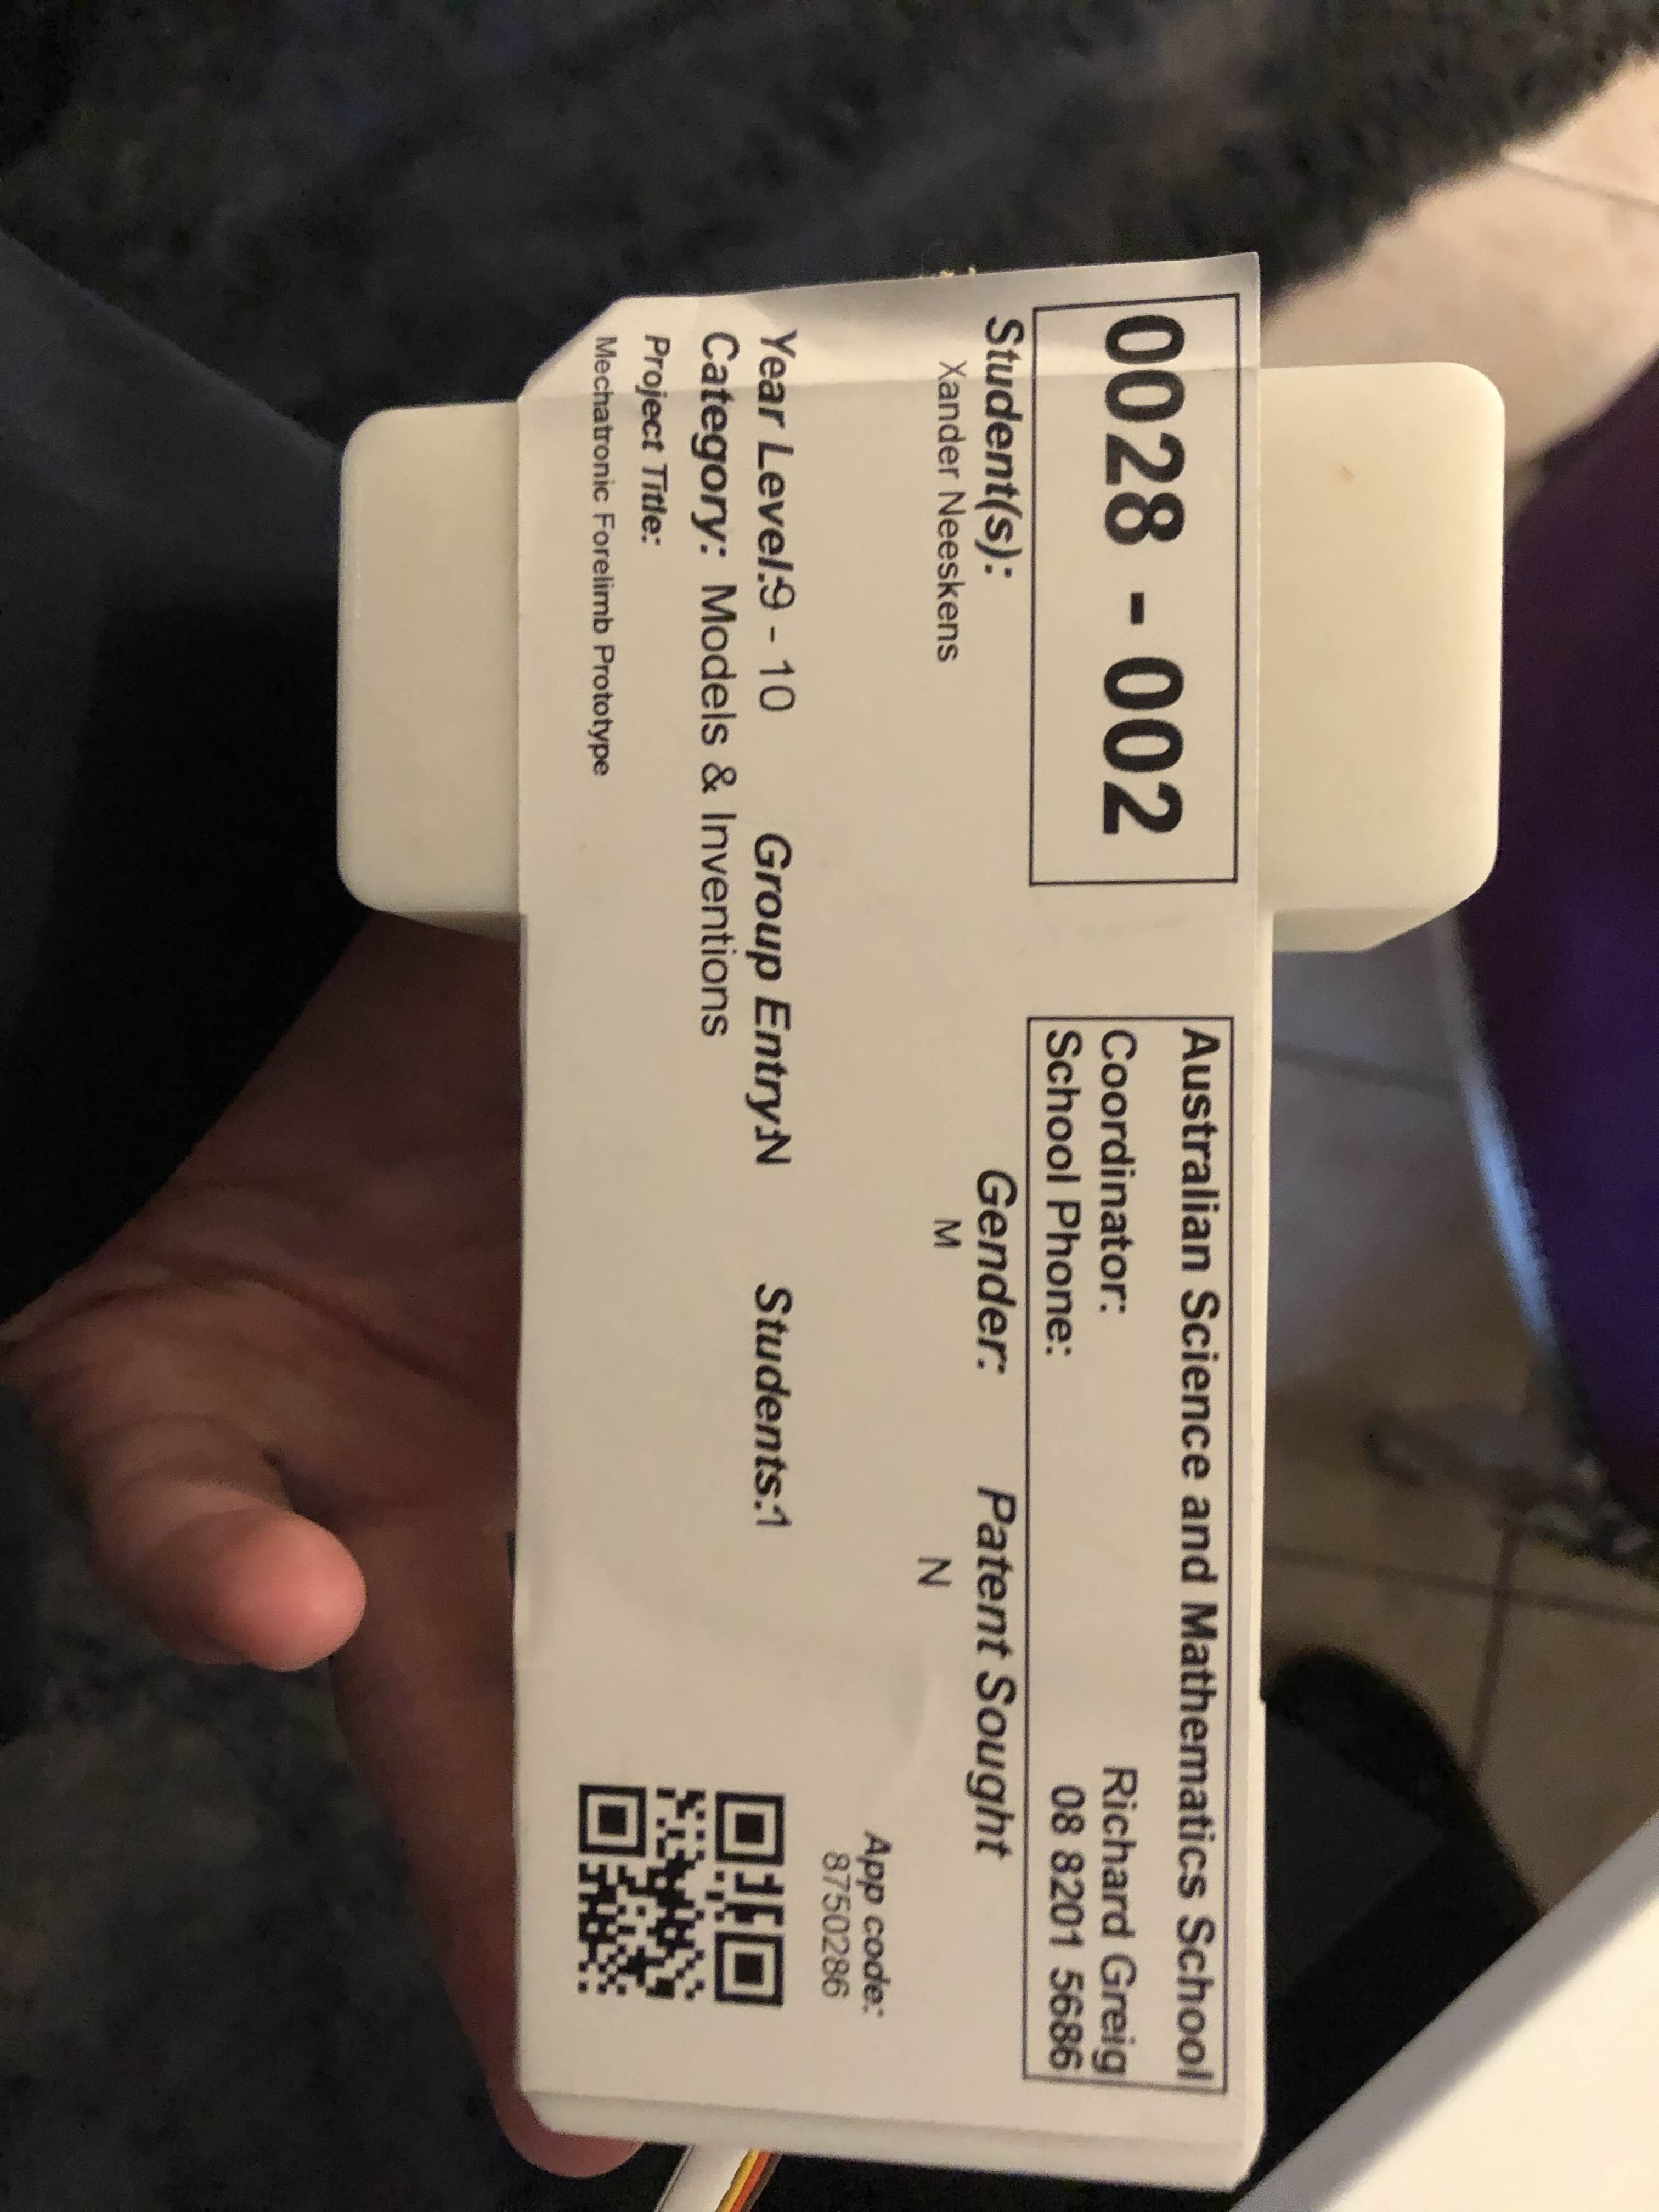 0028 - 002
Australian Science and Mathematics School
Coordinator: Richard Greig
School Phone: 08 8201 5686
Student(s): Gender: Patent Sought
Xander Neeskens M N
App code:
8750286
Year Level:9 - 10 Group Entry:N Students:1
Category: Models & Inventions
Project Title:
Mechatronic Forelimb Prototype